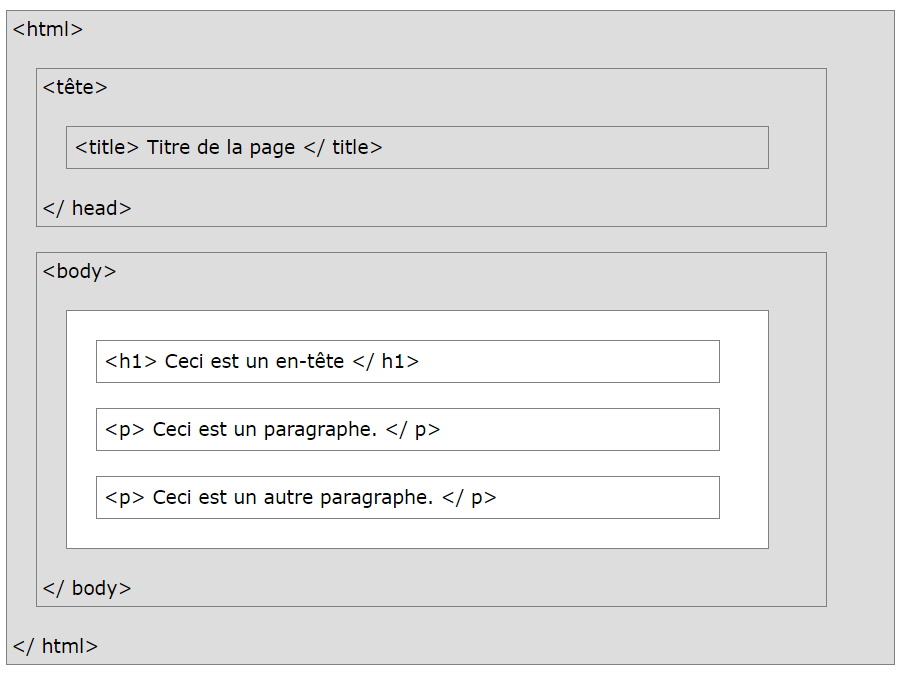 <html>
<tête>
<title> Titre de la page </ title>
</ head>
<body>
<h1> Ceci est un en-tête </ h1>
<p> Ceci est un paragraphe. </ p>
<p> Ceci est un autre paragraphe. </ p>
</ body>
</ html>